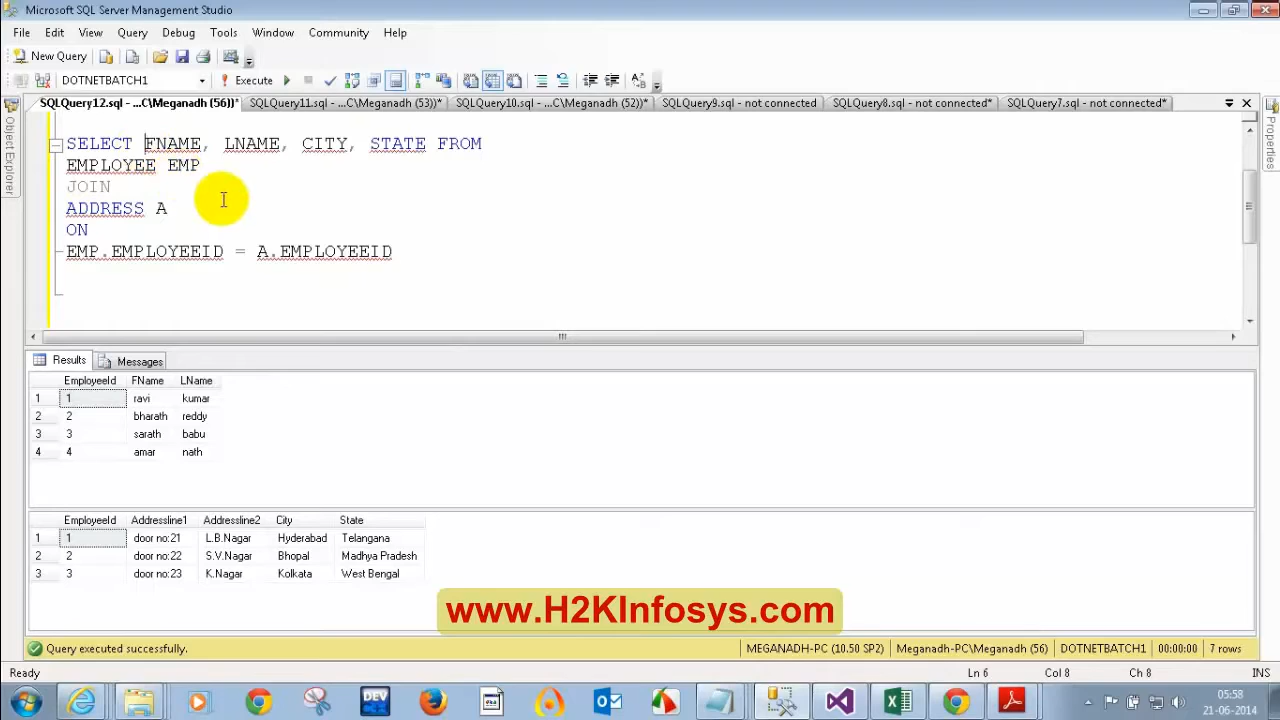 Microsoft SQL Server Management Studio
File Edit View Query Debug Tools Window Community Help
New Query
DOTNETBATCH1 Execute
SQLQuery12.sql - ...C\Meganadh (56))* SQLQuery11.sql - ...C\Meganadh (53))* SQLQuery10.sql - ...C\Meganadh (52))* SQLQuery9.sql - not connected SQLQuery8.sql - not connected* SQLQuery7.sql - not connected*
Object Explorer
Properties
SELECT FNAME, LNAME, CITY, STATE FROM
EMPLOYEE EMP
JOIN
ADDRESS A
ON
EMP.EMPLOYEEID = A.EMPLOYEEID
Results Messages
EmployeeId FName LName
1 1 ravi kumar
2 2 bharath reddy
3 3 sarath babu
4 4 amar nath
EmployeeId Addressline1 Addressline2 City State
1 1 door no:21 L.B.Nagar Hyderabad Telangana
2 2 door no:22 S.V.Nagar Bhopal Madhya Pradesh
3 3 door no:23 K.Nagar Kolkata West Bengal
www.H2KInfosys.com
Query executed successfully. MEGANADH-PC (10.50 SP2) Meganadh-PC\Meganadh (56) DOTNETBATCH1 00:00:00 7 rows
Ready Ln 6 Col 8 Ch 8 INS
DEV
05:58
21-06-2014